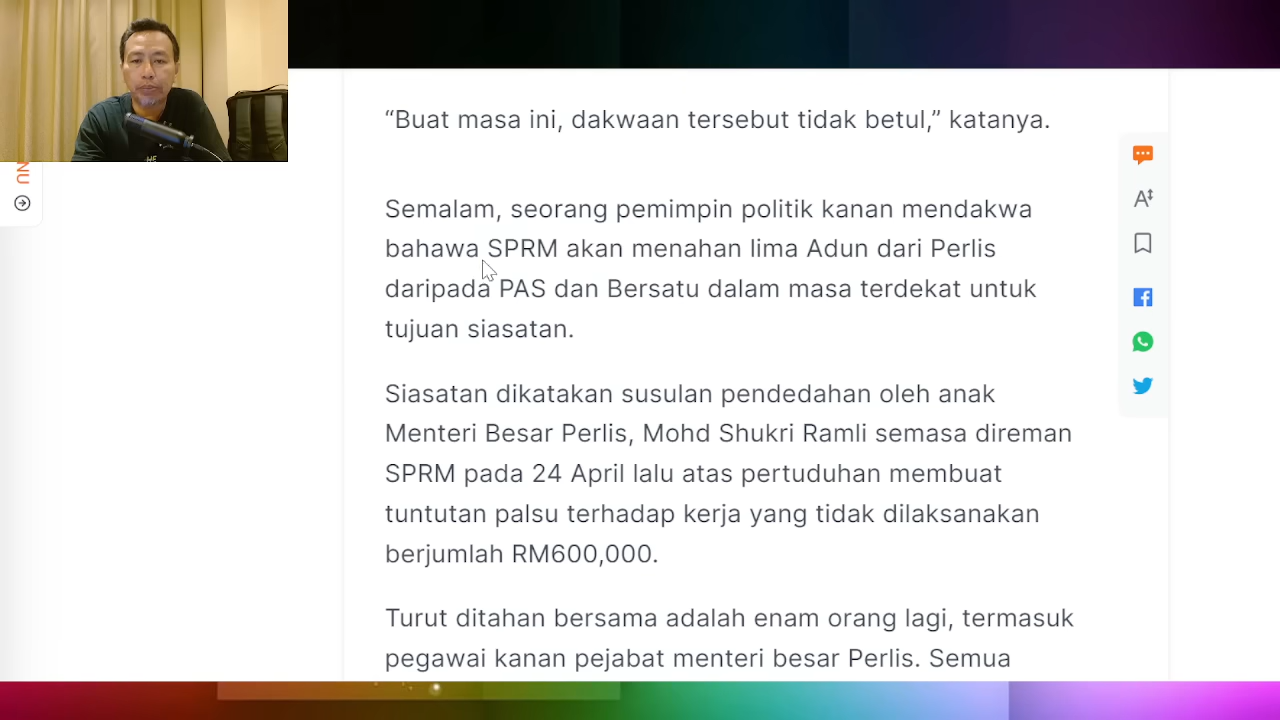 “Buat masa ini, dakwaan tersebut tidak betul,” katanya.
NU
Semalam, seorang pemimpin politik kanan mendakwa
bahawa SPRM akan menahan lima Adun dari Perlis
daripada PAS dan Bersatu dalam masa terdekat untuk
tujuan siasatan.
Siasatan dikatakan susulan pendedahan oleh anak
Menteri Besar Perlis, Mohd Shukri Ramli semasa direman
SPRM pada 24 April lalu atas pertuduhan membuat
tuntutan palsu terhadap kerja yang tidak dilaksanakan
berjumlah RM600,000.
Turut ditahan bersama adalah enam orang lagi, termasuk
pegawai kanan pejabat menteri besar Perlis. Semua